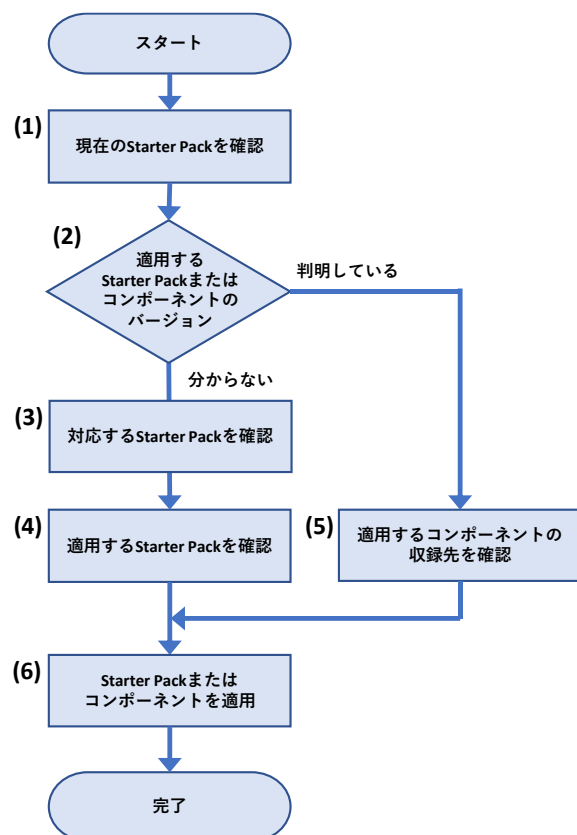 スタート
(1)
現在のStarter Packを確認
(2)
適用する
Starter Packまたは
コンポーネントの
バージョン
判明している
分からない
(3)
対応するStarter Packを確認
(4)
適用するStarter Packを確認
(5)
適用するコンポーネントの
収録先を確認
(6)
Starter Packまたは
コンポーネントを適用
完了